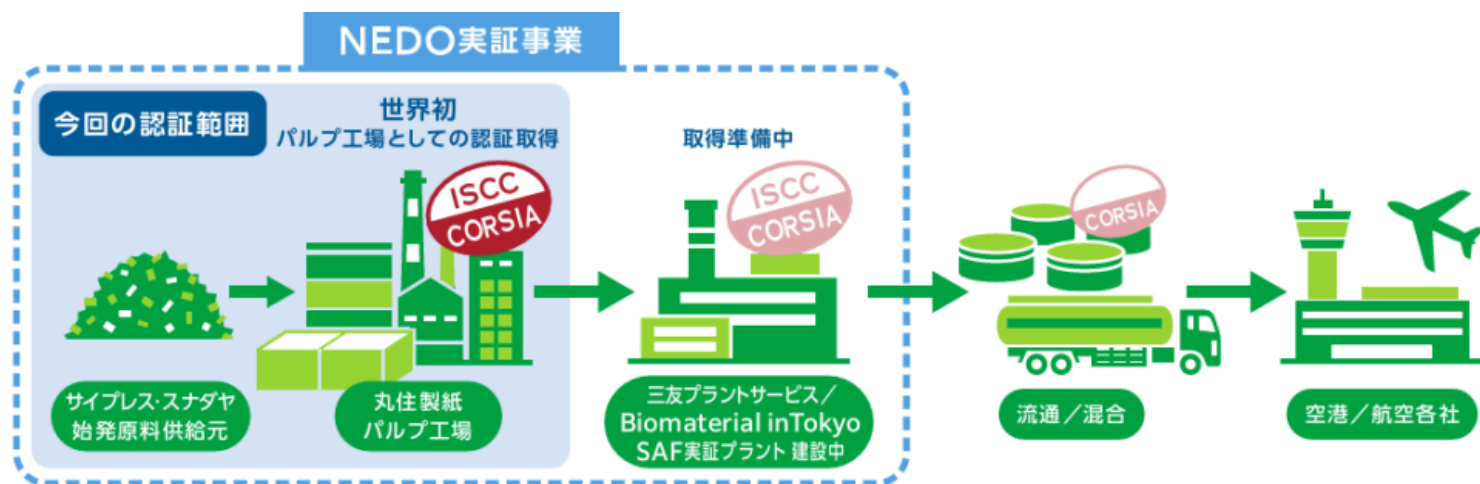 NEDO実証事業
今回の認証範囲
世界初
パルプ工場としての認証取得
ISCC
CORSIA
取得準備中
ISCC
CORSIA
CORSIA
サイプレス・スナダヤ
始発原料供給元
丸住製紙
パルプ工場
三友プラントサービス／
Biomaterial inTokyo
SAF実証プラント 建設中
流通／混合
空港／航空各社